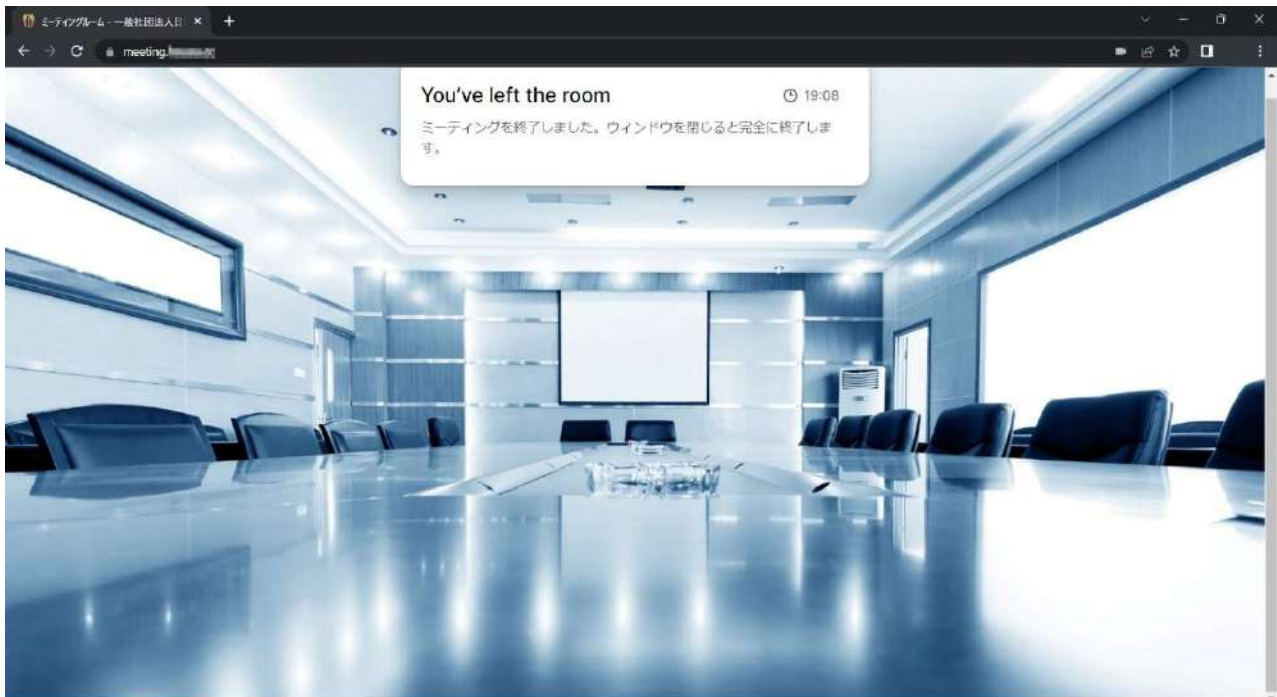 ミーティングルーム - 一般社団法人日
meeting.
You've left the room
19:08
ミーティングを終了しました。ウィンドウを閉じると完全に終了しま
す。